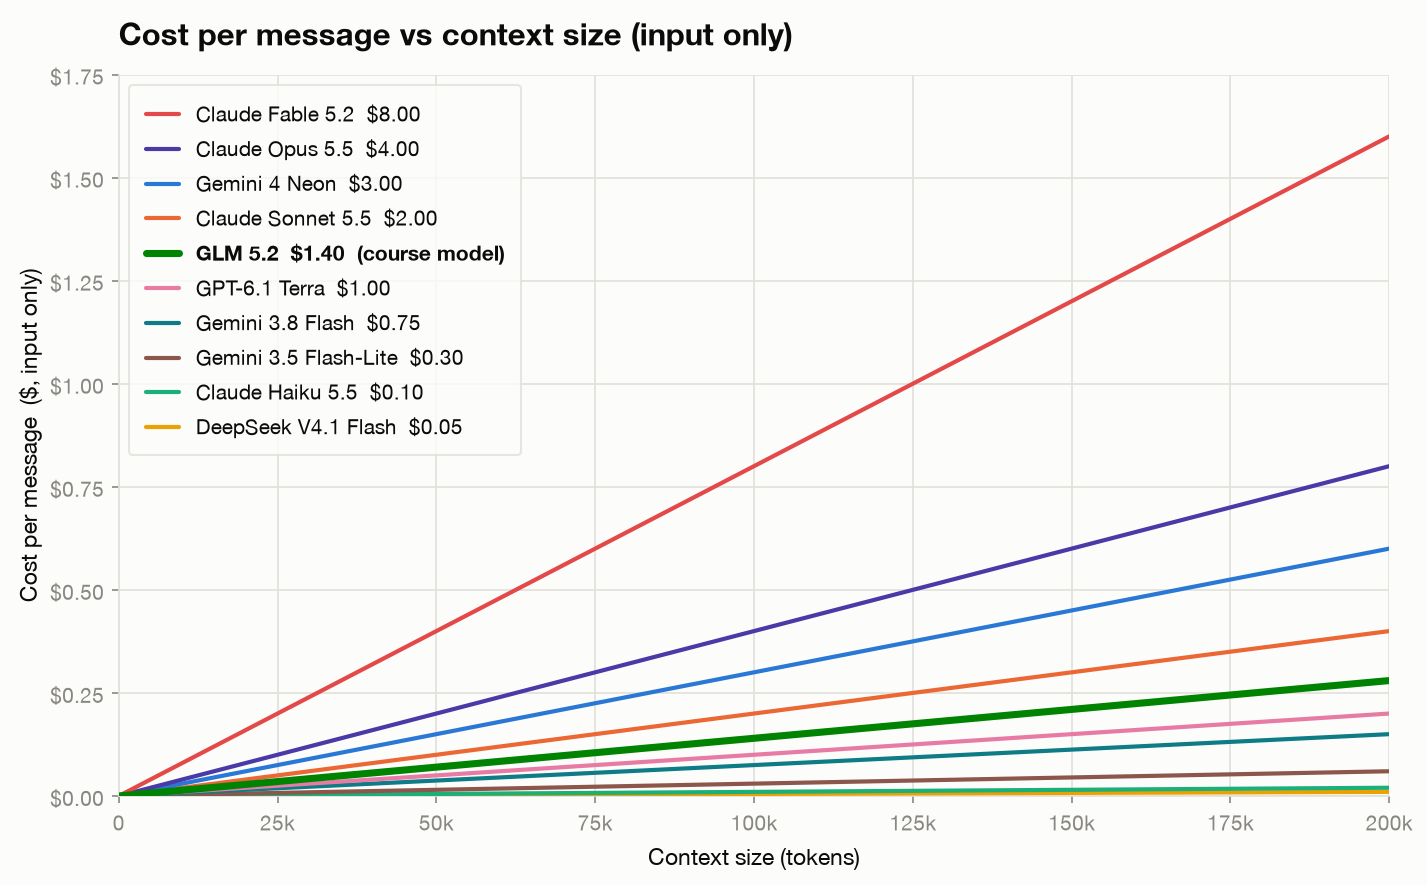 Cost per message vs context size (input only)
$1.75
$1.50
$1.25
$1.00
$0.75
$0.50
$0.25
$0.00
Cost per message ($, input only)
Claude Fable 5.2 $8.00
Claude Opus 5.5 $4.00
Gemini 4 Neon $3.00
Claude Sonnet 5.5 $2.00
GLM 5.2 $1.40 (course model)
GPT-6.1 Terra $1.00
Gemini 3.8 Flash $0.75
Gemini 3.5 Flash-Lite $0.30
Claude Haiku 5.5 $0.10
DeepSeek V4.1 Flash $0.05
0 25k 50k 75k 100k 125k 150k 175k 200k
Context size (tokens)